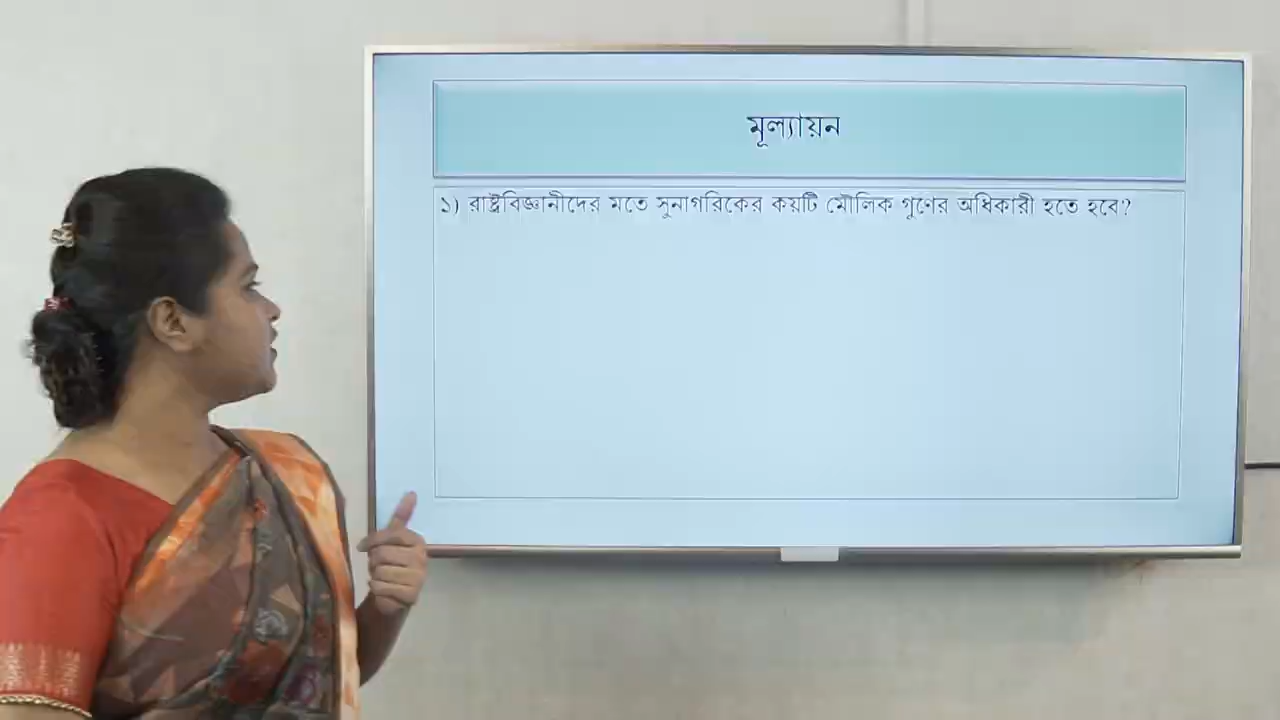 মূল্যায়ন
১) রাষ্ট্রবিজ্ঞানীদের মতে সুনাগরিকের কয়টি মৌলিক গুণের অধিকারী হতে হবে?